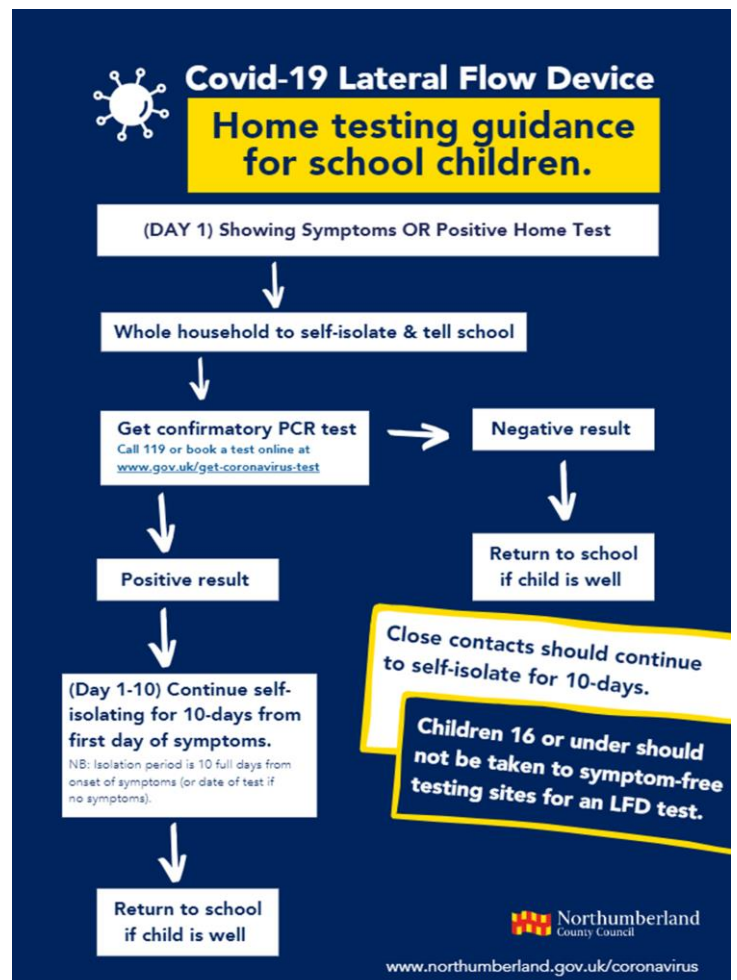 Covid-19 Lateral Flow Device
Home testing guidance
for school children.
(DAY 1) Showing Symptoms OR Positive Home Test
Whole household to self-isolate & tell school
Get confirmatory PCR test
Call 119 or book a test online at
www.gov.uk/get-coronavirus-test
Negative result
Return to school
if child is well
Positive result
(Day 1-10) Continue self-
isolating for 10-days from
first day of symptoms.
NB: Isolation period is 10 full days from
onset of symptoms (or date of test if
no symptoms).
Return to school
if child is well
Close contacts should continue
to self-isolate for 10-days.
Children 16 or under should
not be taken to symptom-free
testing sites for an LFD test.
Northumberland
County Council
www.northumberland.gov.uk/coronavirus